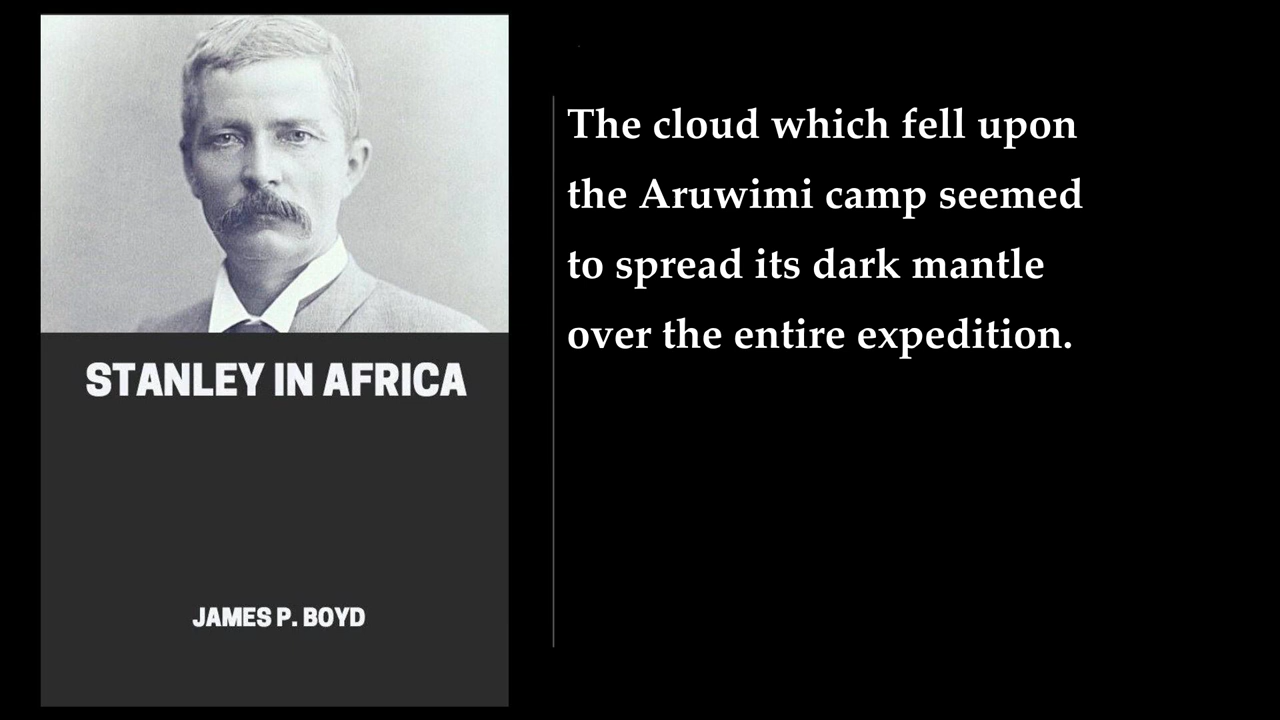 STANLEY IN AFRICA
JAMES P. BOYD
The cloud which fell upon
the Aruwimi camp seemed
to spread its dark mantle
over the entire expedition.